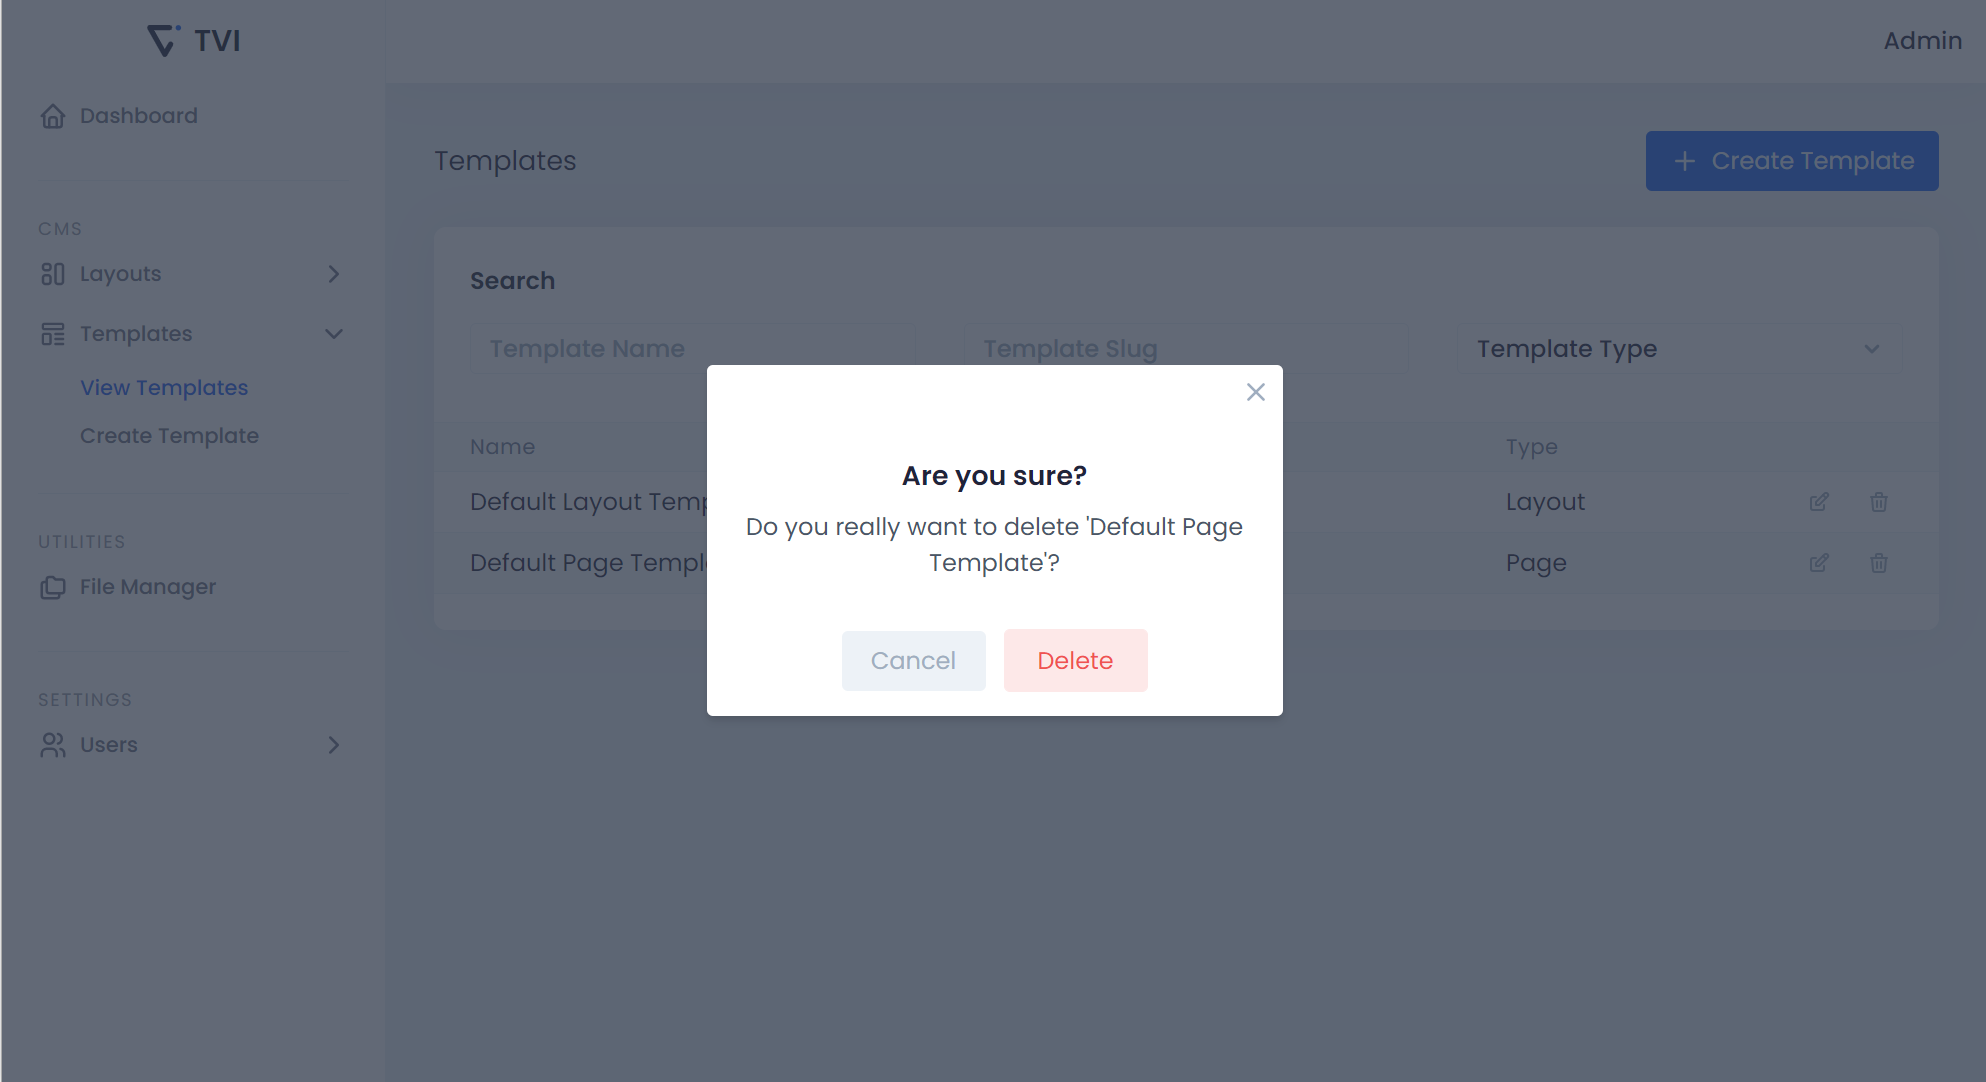 TVI
Admin
Dashboard
Templates
Create Template
CMS
Layouts
Search
Templates
Template Name
Template Slug
Template Type
View Templates
Create Template
Name
Type
Are you sure?
Default Layout Temp
Layout
Do you really want to delete 'Default Page
Template'?
Default Page Templ
Page
UTILITIES
File Manager
Cancel
Delete
SETTINGS
Users